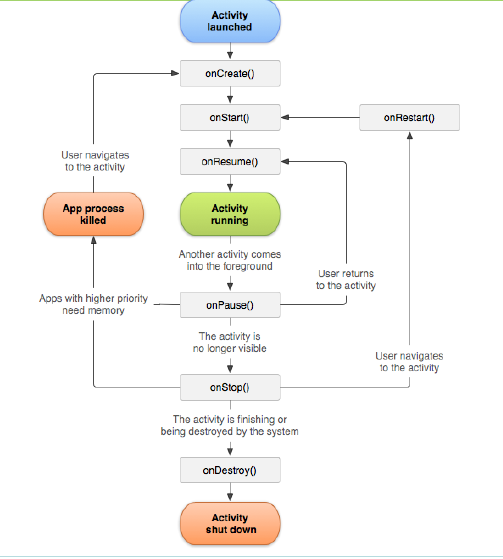 Activity
launched
onCreate()
onStart()
onRestart()
User navigates
to the activity
onResume()
App process
killed
Activity
running
Another activity comes
into the foreground
User returns
to the activity
Apps with higher priority
need memory
onPause()
The activity is
no longer visible
User navigates
to the activity
onStop()
The activity is finishing or
being destroyed by the system
onDestroy()
Activity
shut down